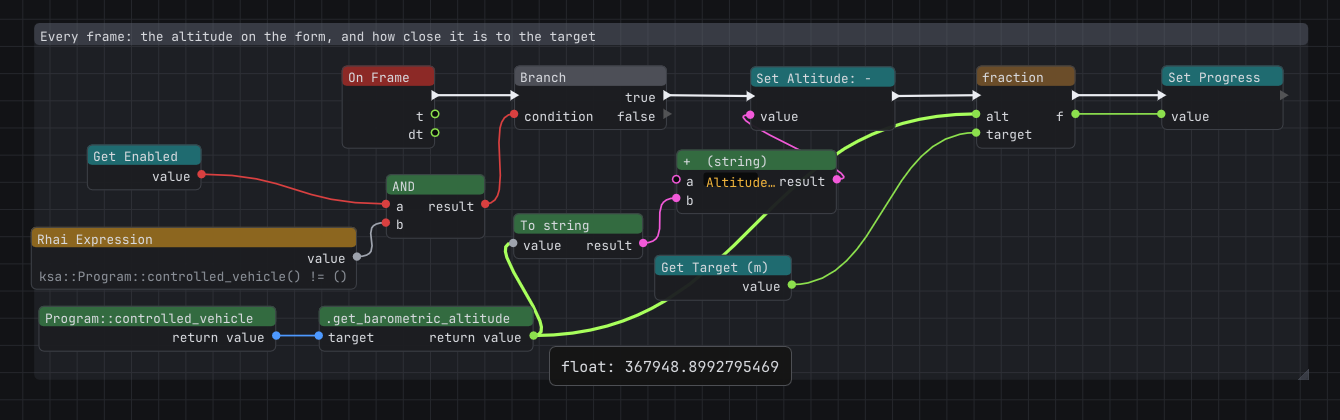 Every frame: the altitude on the form, and how close it is to the target
On Frame
t
dt
Branch
true
condition
false
Set Altitude: -
value
fraction
alt
f
target
Set Progress
value
Get Enabled
value
AND
a
result
b
+ (string)
a
Altitude…
result
b
To string
value
result
Rhai Expression
value
ksa::Program::controlled_vehicle() != ()
Get Target (m)
value
Program::controlled_vehicle
return value
.get_barometric_altitude
target
return value
float: 367948.8992795469